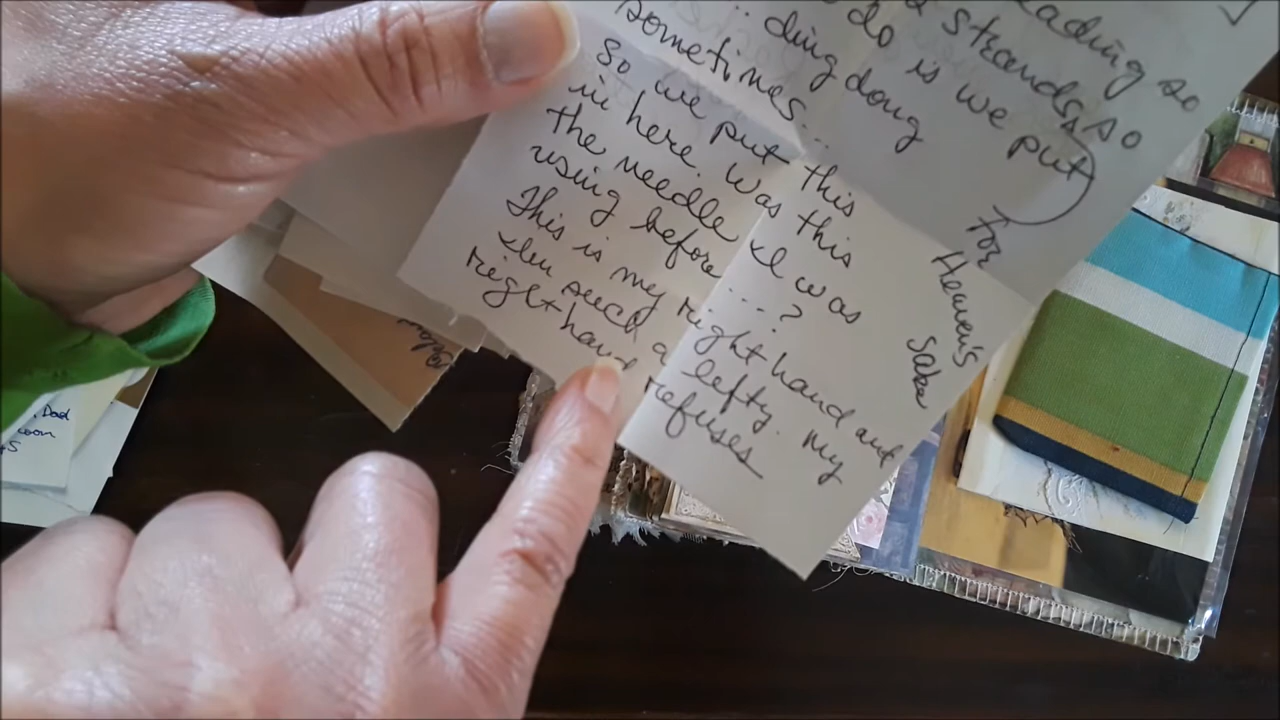 eading so
strands, so
do is we put
.. ding dong
sometimes...
So we put this
in here was this
the needle I was
using before ....?
This is my right hand and
I'm such a lefty. My
right hand refuses
For
Heaven's
sake
Dad